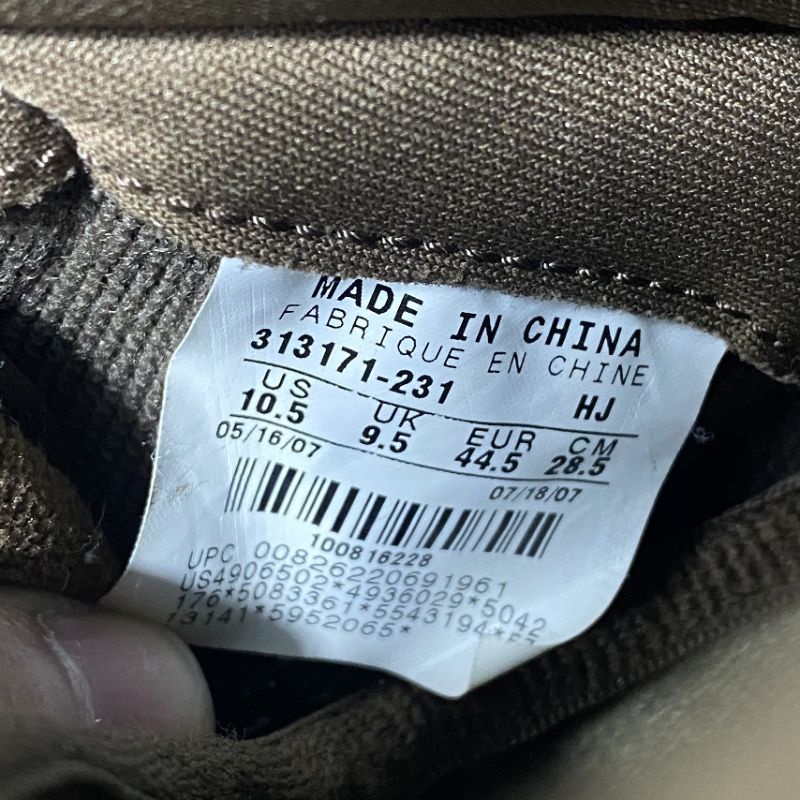 MADE IN CHINA
FABRIQUE EN CHINE
313171-231 HJ
US UK EUR CM
10.5 9.5 44.5 28.5
05/16/07 07/18/07
100816228
UPC 00826220691961
US4906502*4936029*5042
176*5083361*5543194*55
13141*5952065*